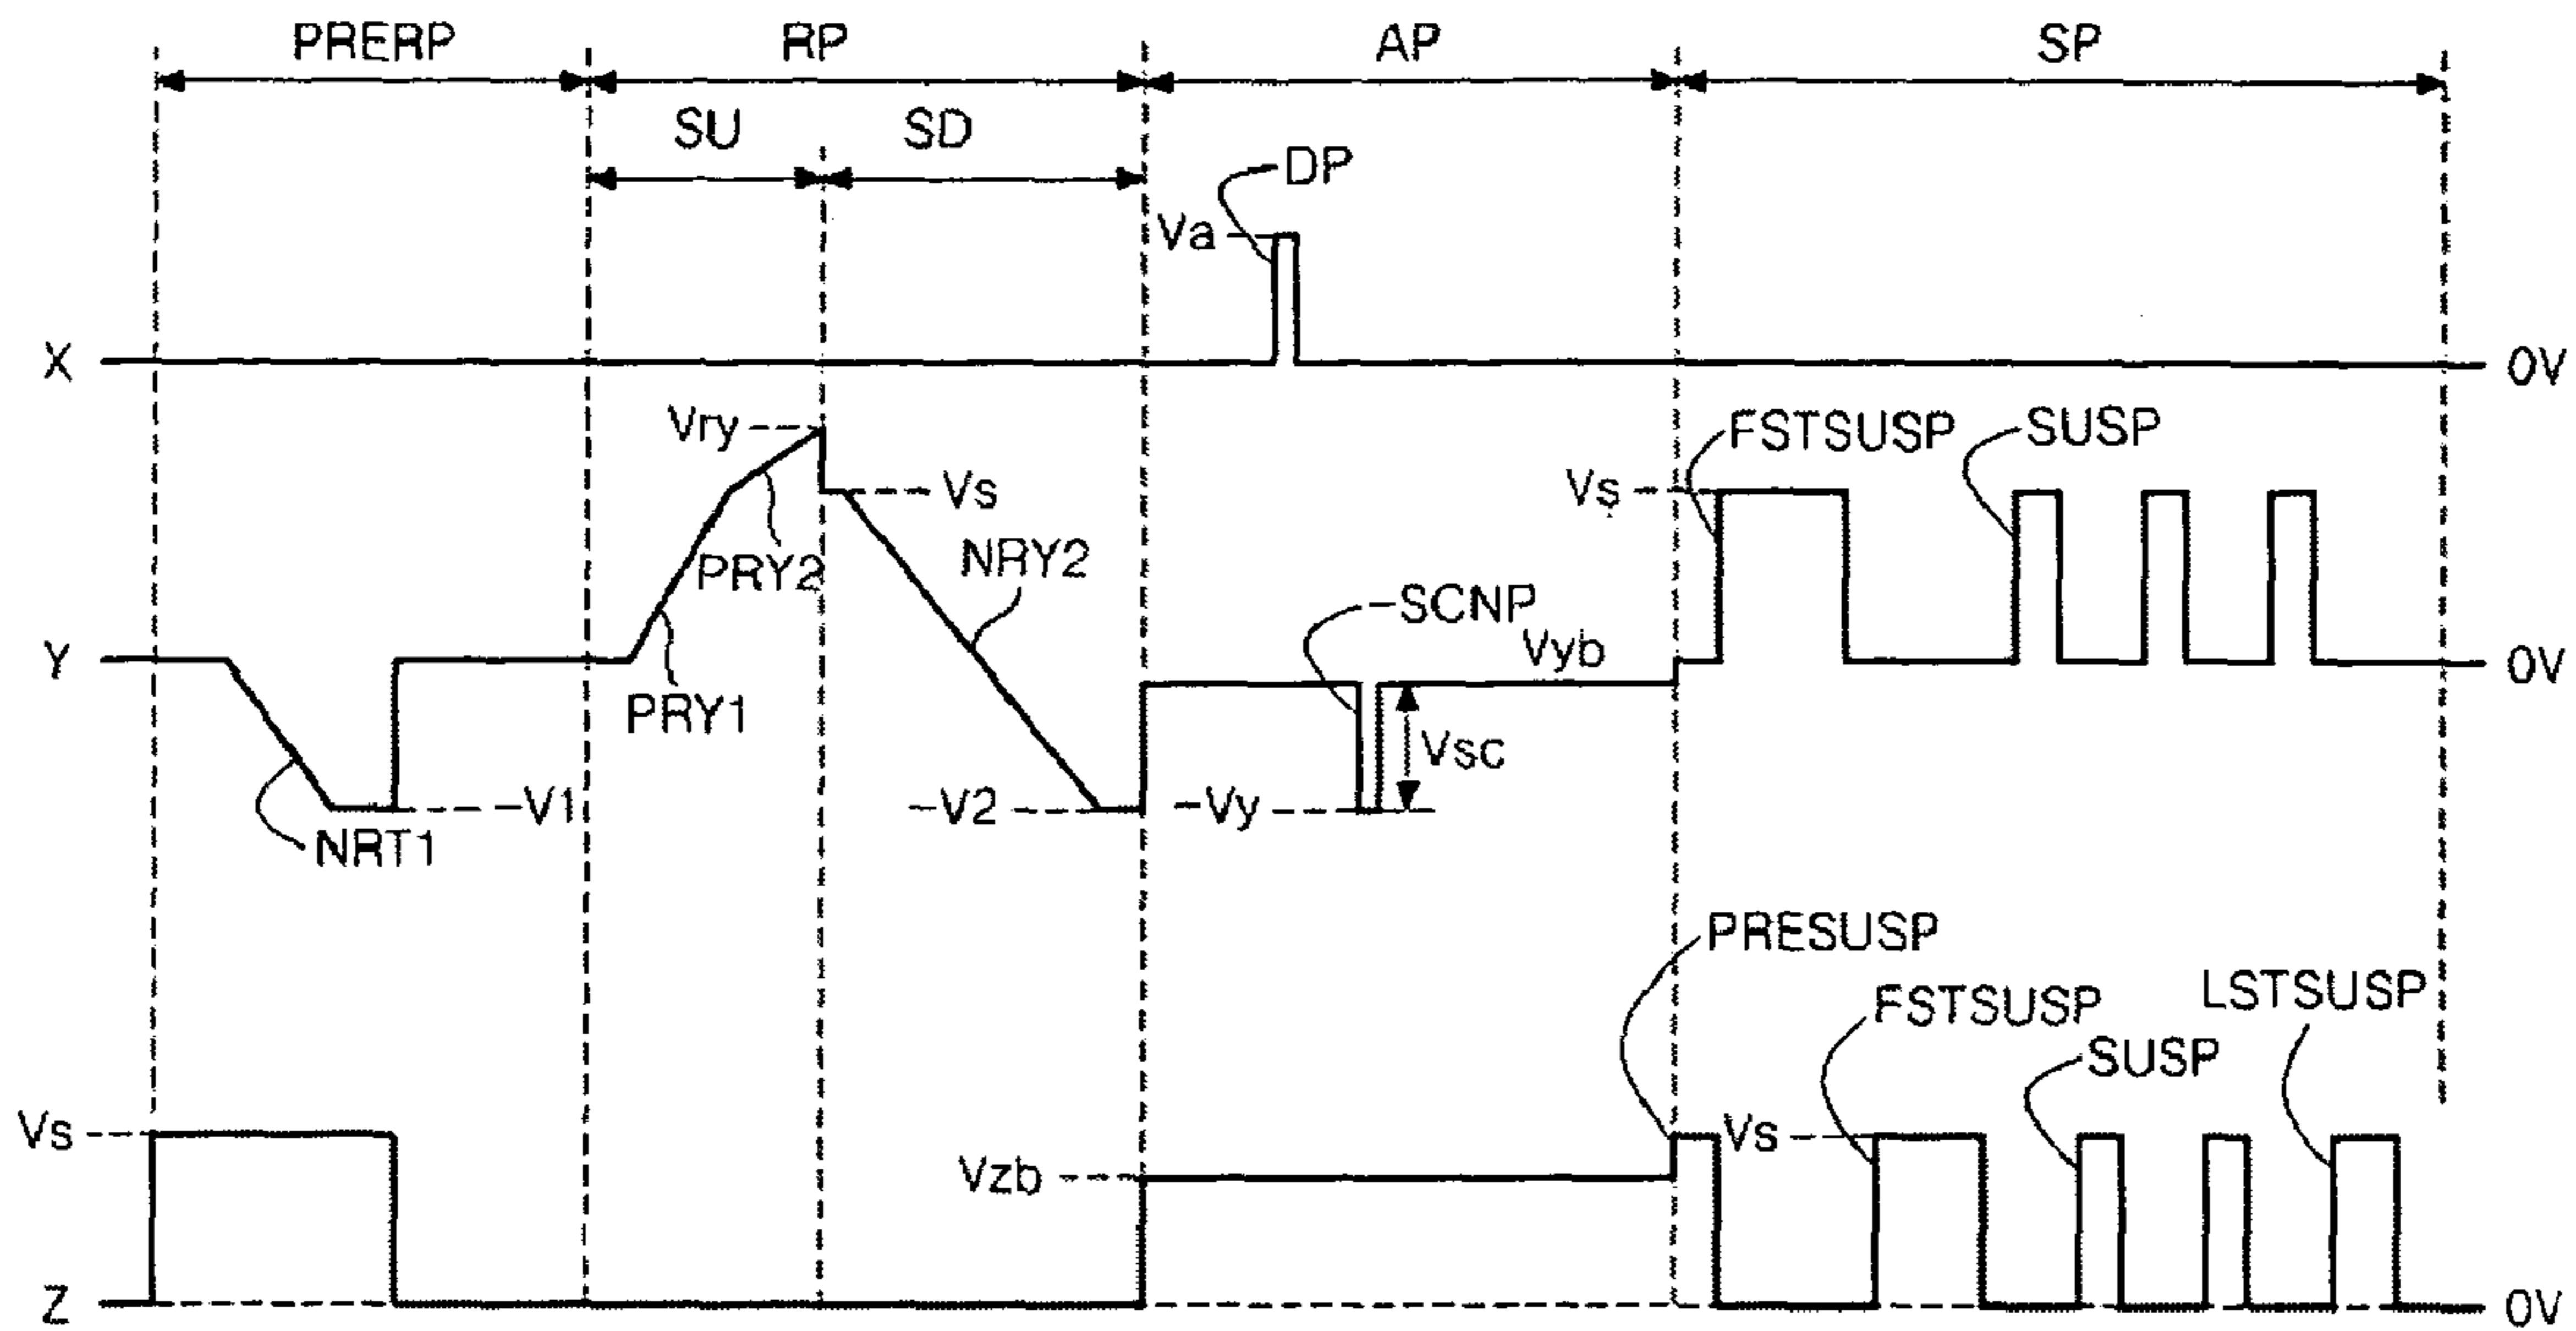 PRERP RP AP SP
SU SD
DP
Va
X 0V
Vry FSTSUSP SUSP
Vs Vs
PRY2 NRY2
SCNP
Y Vyb 0V
PRY1
Vsc
-V1 -V2 -Vy
NRT1
PRESUSP
FSTSUSP LSTSUSP
SUSP
Vs Vs
Vzb
Z 0V